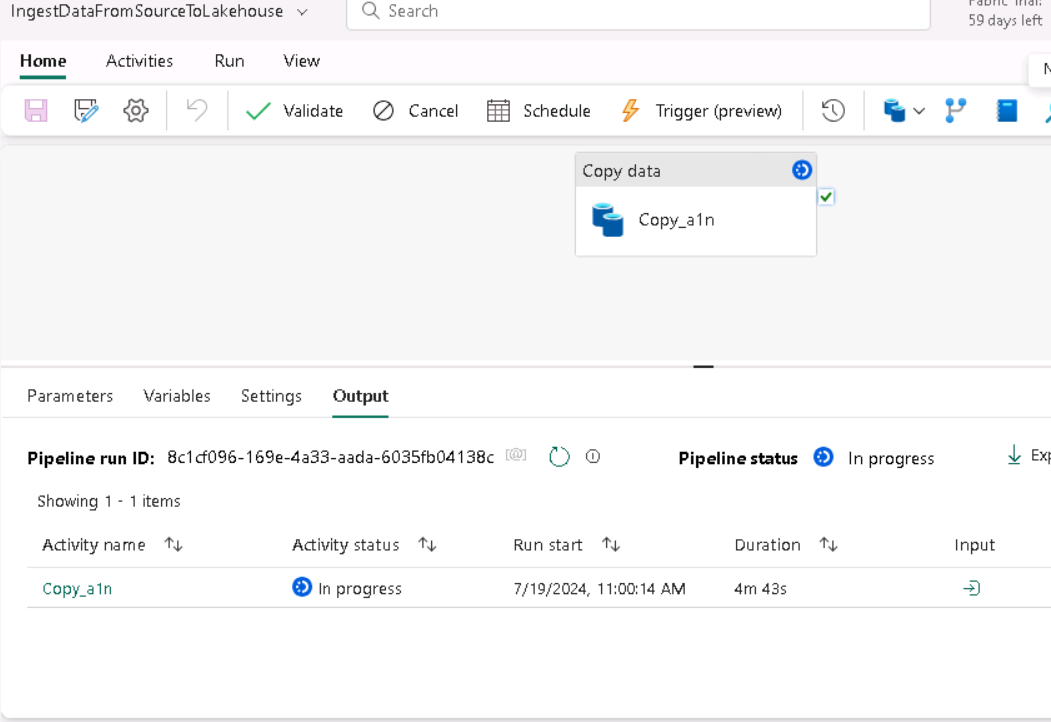 IngestDataFromSourceToLakehouse Search Fabric Trial:
59 days left
Home Activities Run View
Validate Cancel Schedule Trigger (preview)
Copy data
Copy_a1n
Parameters Variables Settings Output
Pipeline run ID: 8c1cf096-169e-4a33-aada-6035fb04138c Pipeline status In progress
Showing 1 - 1 items
Activity name Activity status Run start Duration Input
Copy_a1n In progress 7/19/2024, 11:00:14 AM 4m 43s